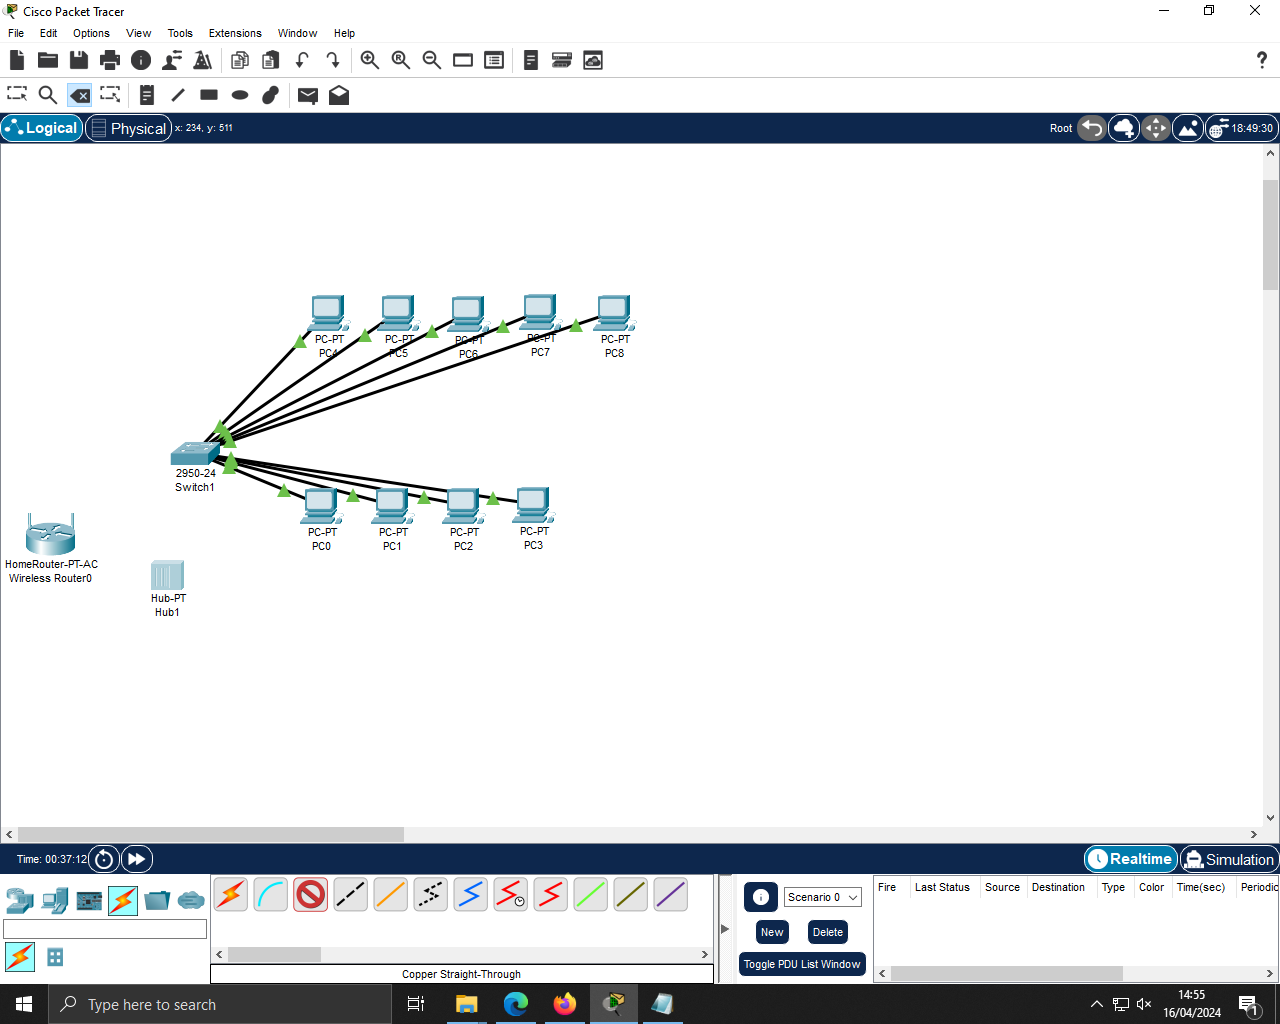 Cisco Packet Tracer
File Edit Options View Tools Extensions Window Help
Logical Physical x: 234, y: 511 Root 18:49:30
PC-PT PC-PT PC-PT PC-PT PC-PT
PC4 PC5 PC6 PC7 PC8
2950-24
Switch1
PC-PT PC-PT PC-PT PC-PT
PC0 PC1 PC2 PC3
HomeRouter-PT-AC
Wireless Router0
Hub-PT
Hub1
Time: 00:37:12 Realtime Simulation
Scenario 0
New Delete
Toggle PDU List Window
Fire Last Status Source Destination Type Color Time(sec) Periodic
Copper Straight-Through
Type here to search
14:55
16/04/2024
1